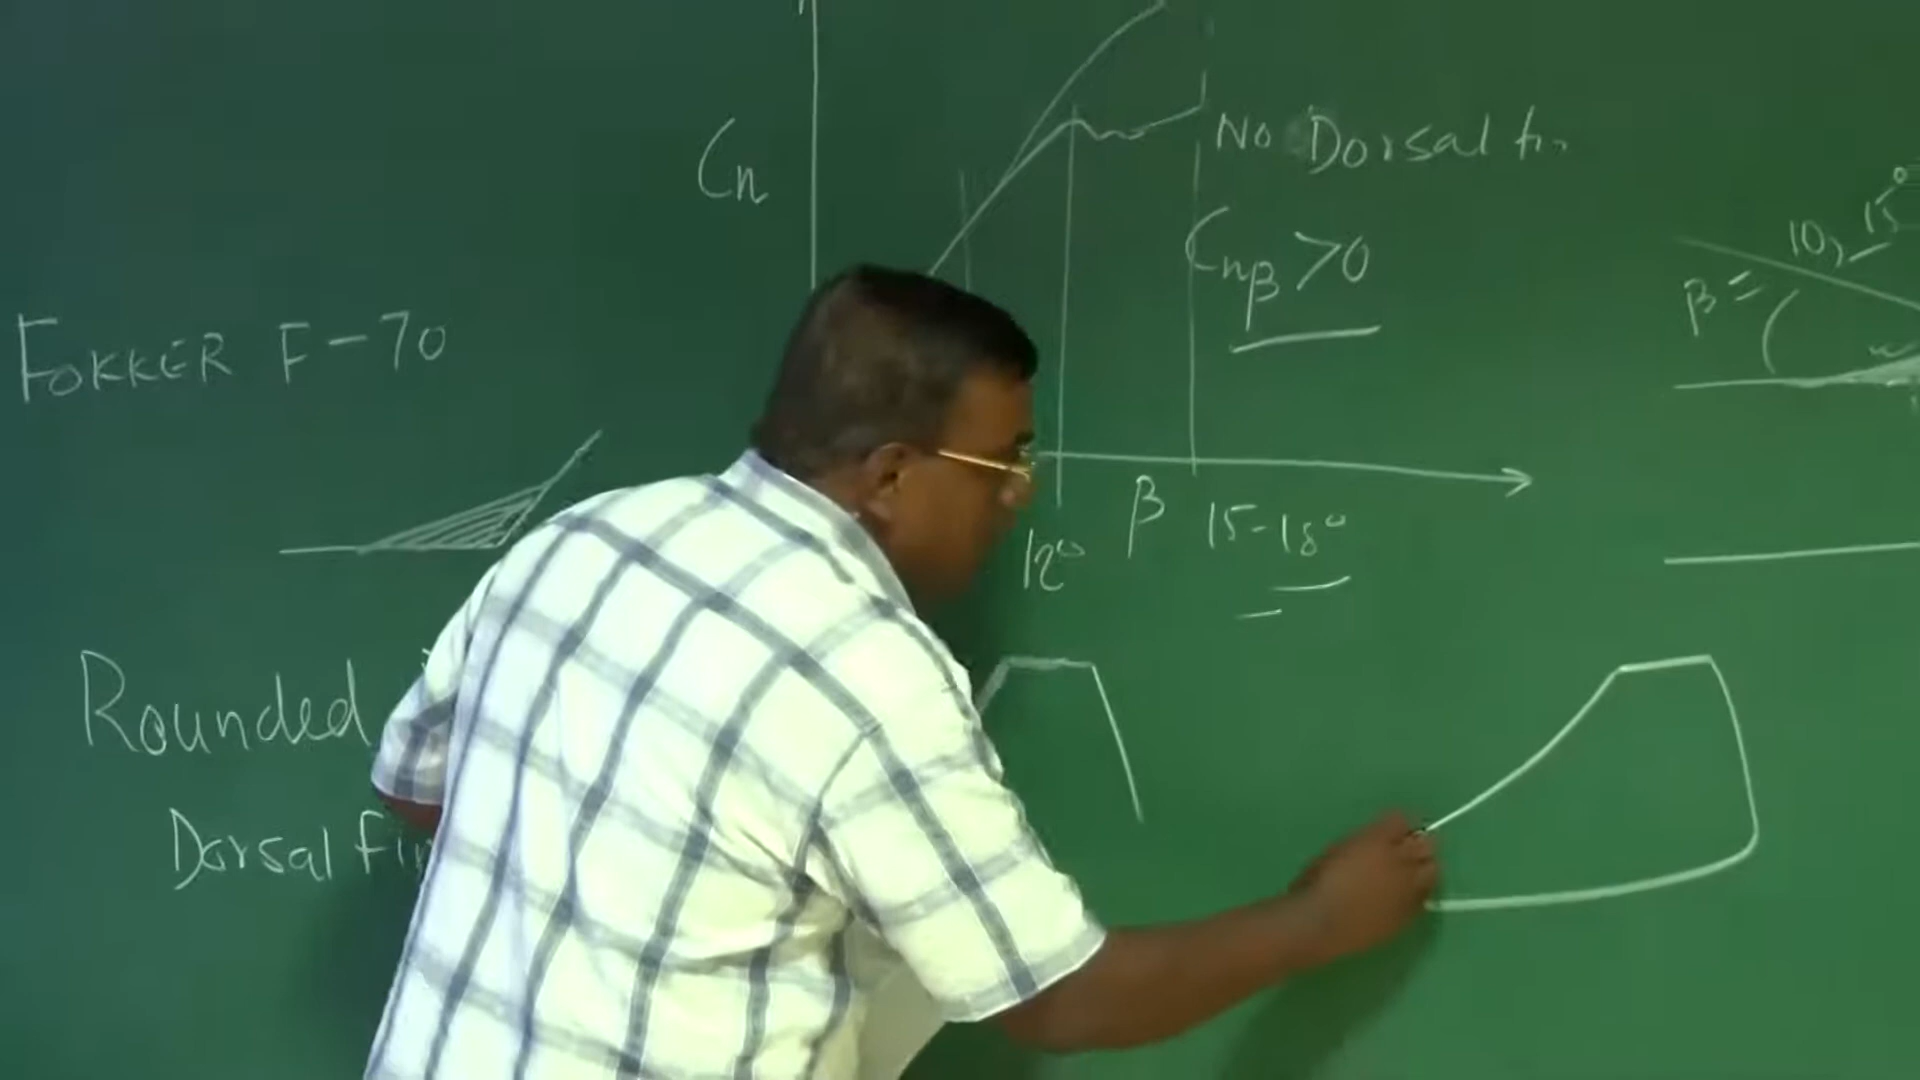 Cn
No Dorsal fin
Cnβ >0
10, 15°
β =
FOKKER F-70
β 15-18°
12°
Rounded
Dorsal Fin